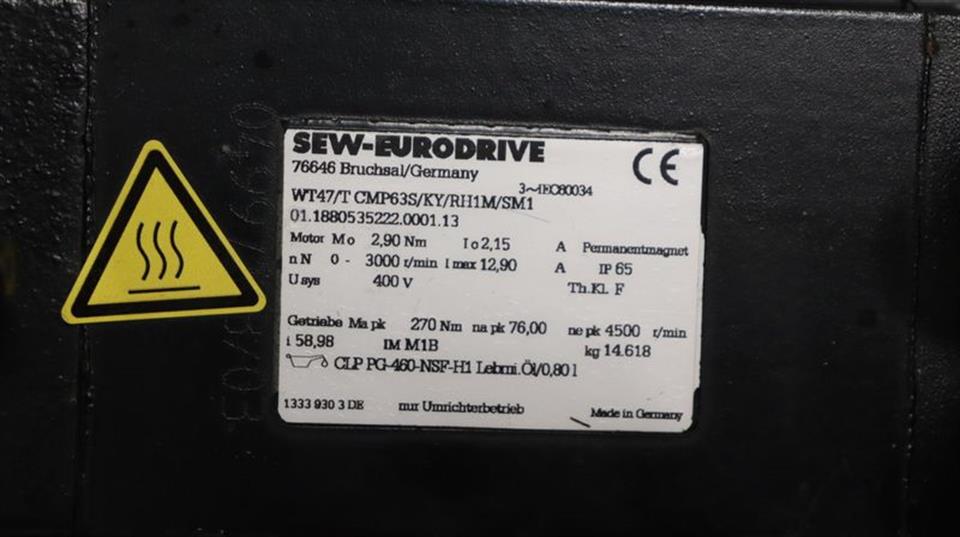 SEW-EURODRIVE
CE
76646 Bruchsal/Germany
3~IEC60034
WT47/T CMP63S/KY/RH1M/SM1
01.1880535222.0001.13
Motor Mo 2,90 Nm Io 2,15 A Permanentmagnet
nN 0 - 3000 r/min Imax 12,90 A IP 65
Usys 400 V Th.Kl. F
Getriebe Ma pk 270 Nm na pk 76,00 ne pk 4500 r/min
i 58,98 IM M1B kg 14.618
CLP PG-460-NSF-H1 Lebmi.Öl/0,80 l
1333 930 3 DE nur Umrichterbetrieb Made in Germany